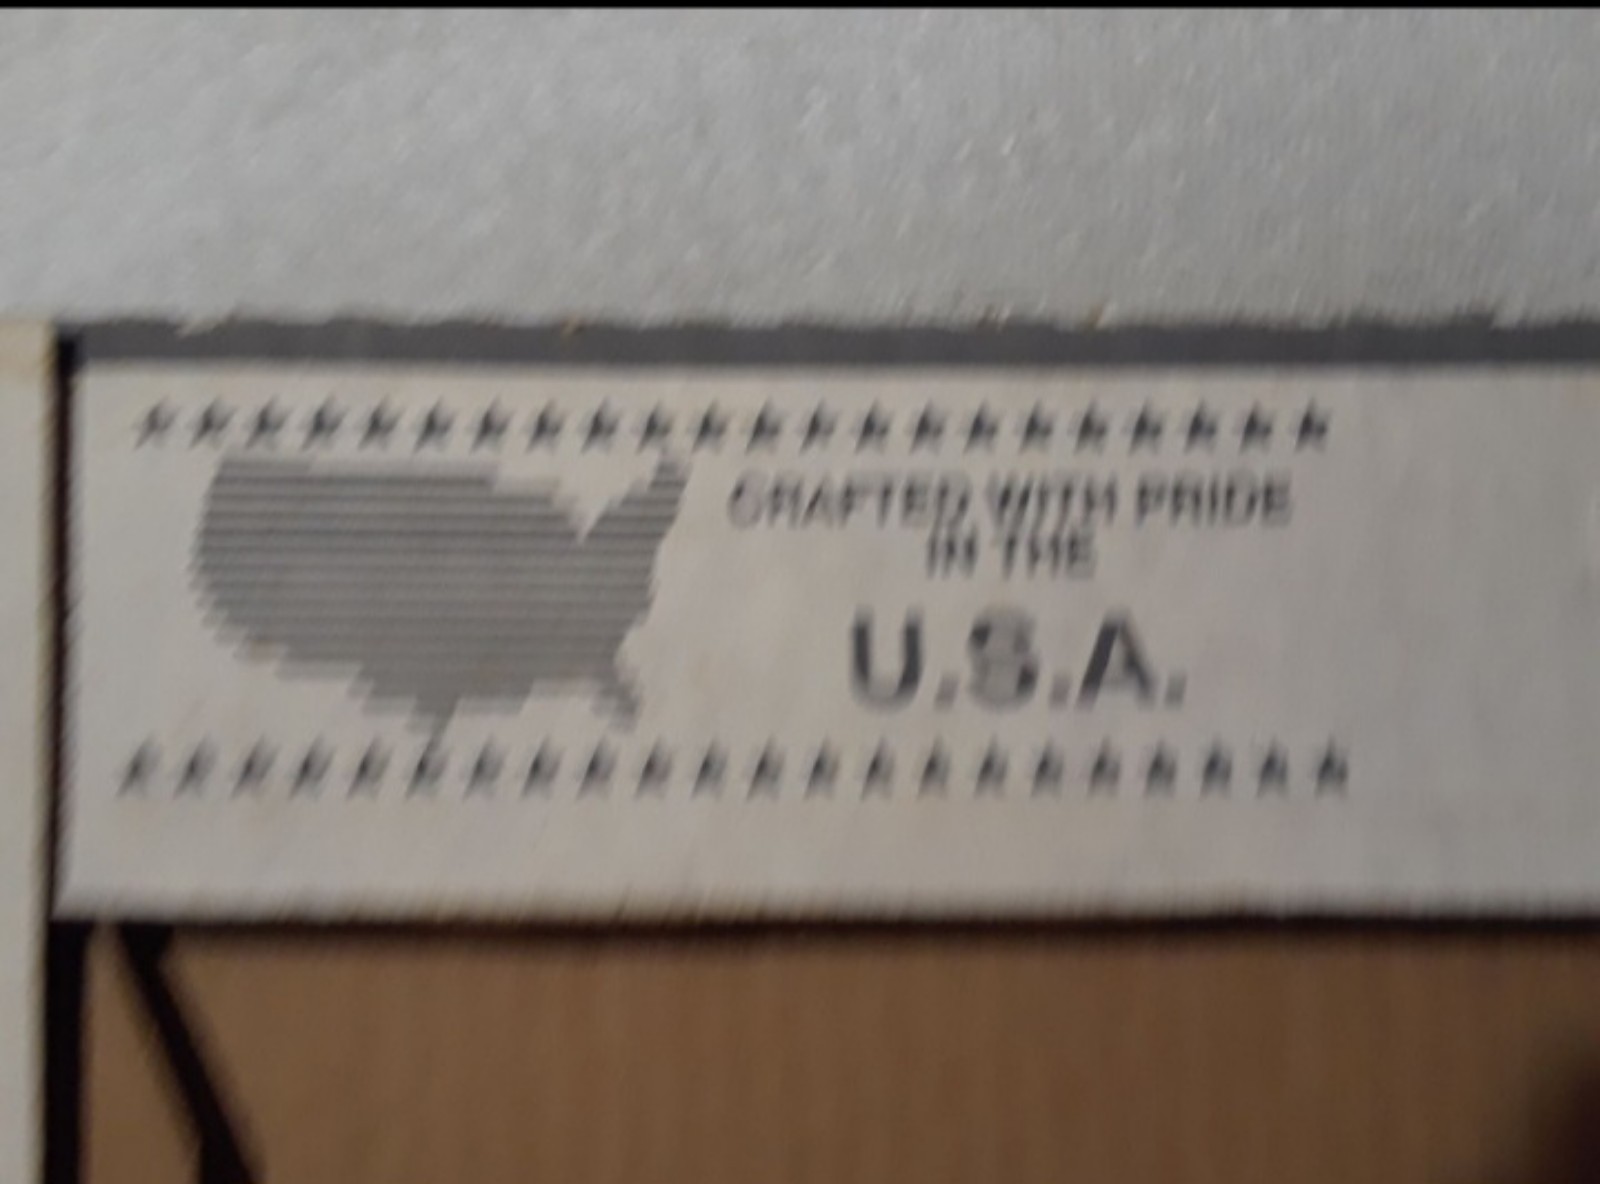 CRAFTED WITH PRIDE
IN THE
U.S.A.